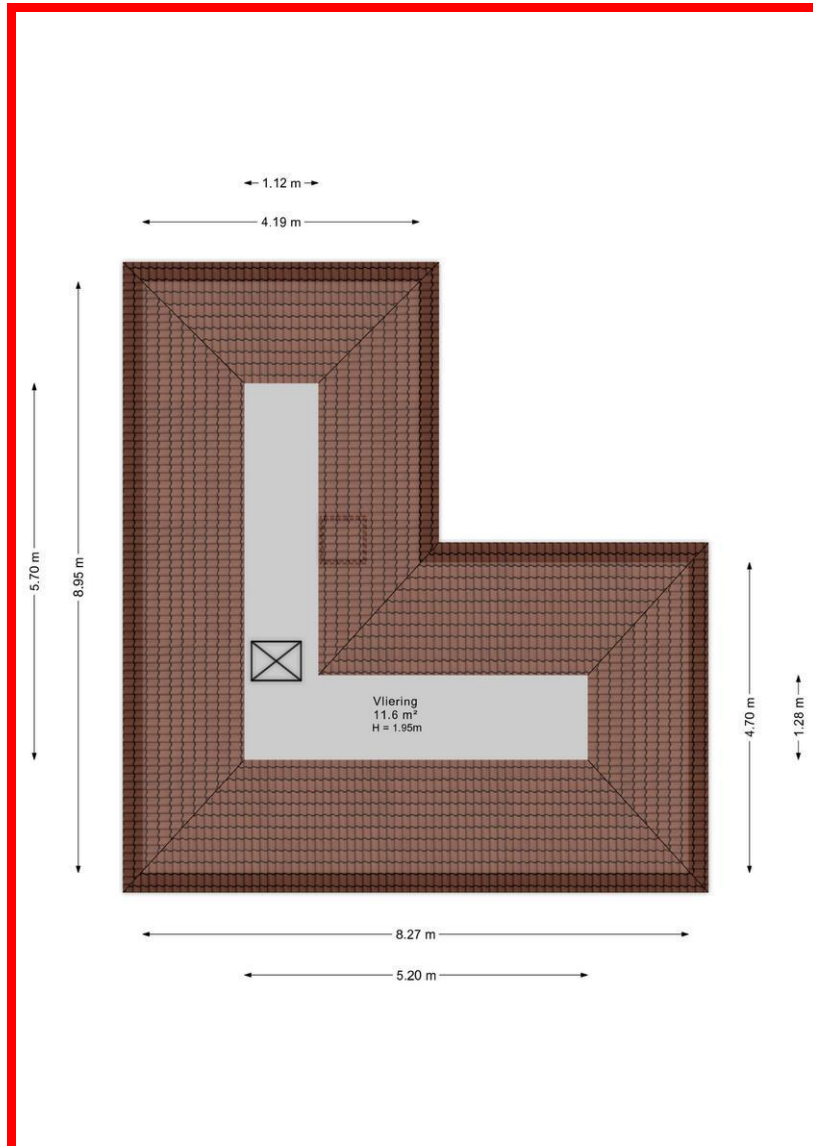 1.12 m
4.19 m
5.70 m
8.95 m
Vliering
11.6 m²
H = 1.95m
4.70 m
1.28 m
8.27 m
5.20 m